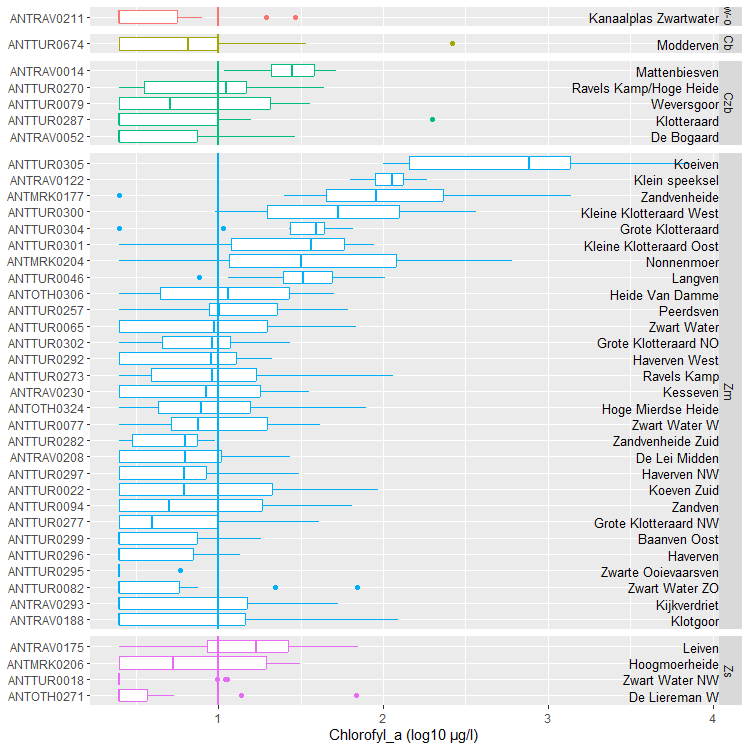 ANTRAV0211 Kanaalplas Zwartwater
ANTTUR0674 Modderven Cb
ANTRAV0014 Mattenbiesven
ANTTUR0270 Ravels Kamp/Hoge Heide
ANTTUR0079 Weversgoor Czb
ANTTUR0287 Klotteraard
ANTRAV0052 De Bogaard
ANTTUR0305 Koeiven
ANTRAV0122 Klein speeksel
ANTMRK0177 Zandvenheide
ANTTUR0300 Kleine Klotteraard West
ANTTUR0304 Grote Klotteraard
ANTTUR0301 Kleine Klotteraard Oost
ANTMRK0204 Nonnenmoer
ANTTUR0046 Langven
ANTOTH0306 Heide Van Damme
ANTTUR0257 Peerdsven
ANTTUR0065 Zwart Water
ANTTUR0302 Grote Klotteraard NO
ANTTUR0292 Haverven West
ANTTUR0273 Ravels Kamp
ANTRAV0230 Kesseven Zm
ANTOTH0324 Hoge Mierdse Heide
ANTTUR0077 Zwart Water W
ANTTUR0282 Zandvenheide Zuid
ANTRAV0208 De Lei Midden
ANTTUR0297 Haverven NW
ANTTUR0022 Koeven Zuid
ANTTUR0094 Zandven
ANTTUR0277 Grote Klotteraard NW
ANTTUR0299 Baanven Oost
ANTTUR0296 Haverven
ANTTUR0295 Zwarte Ooievaarsven
ANTTUR0082 Zwart Water ZO
ANTRAV0293 Kijkverdriet
ANTRAV0188 Klotgoor
ANTRAV0175 Leiven
ANTMRK0206 Hoogmoerheide Zs
ANTTUR0018 Zwart Water NW
ANTOTH0271 De Liereman W
1 2 3 4
Chlorofyl_a (log10 µg/l)